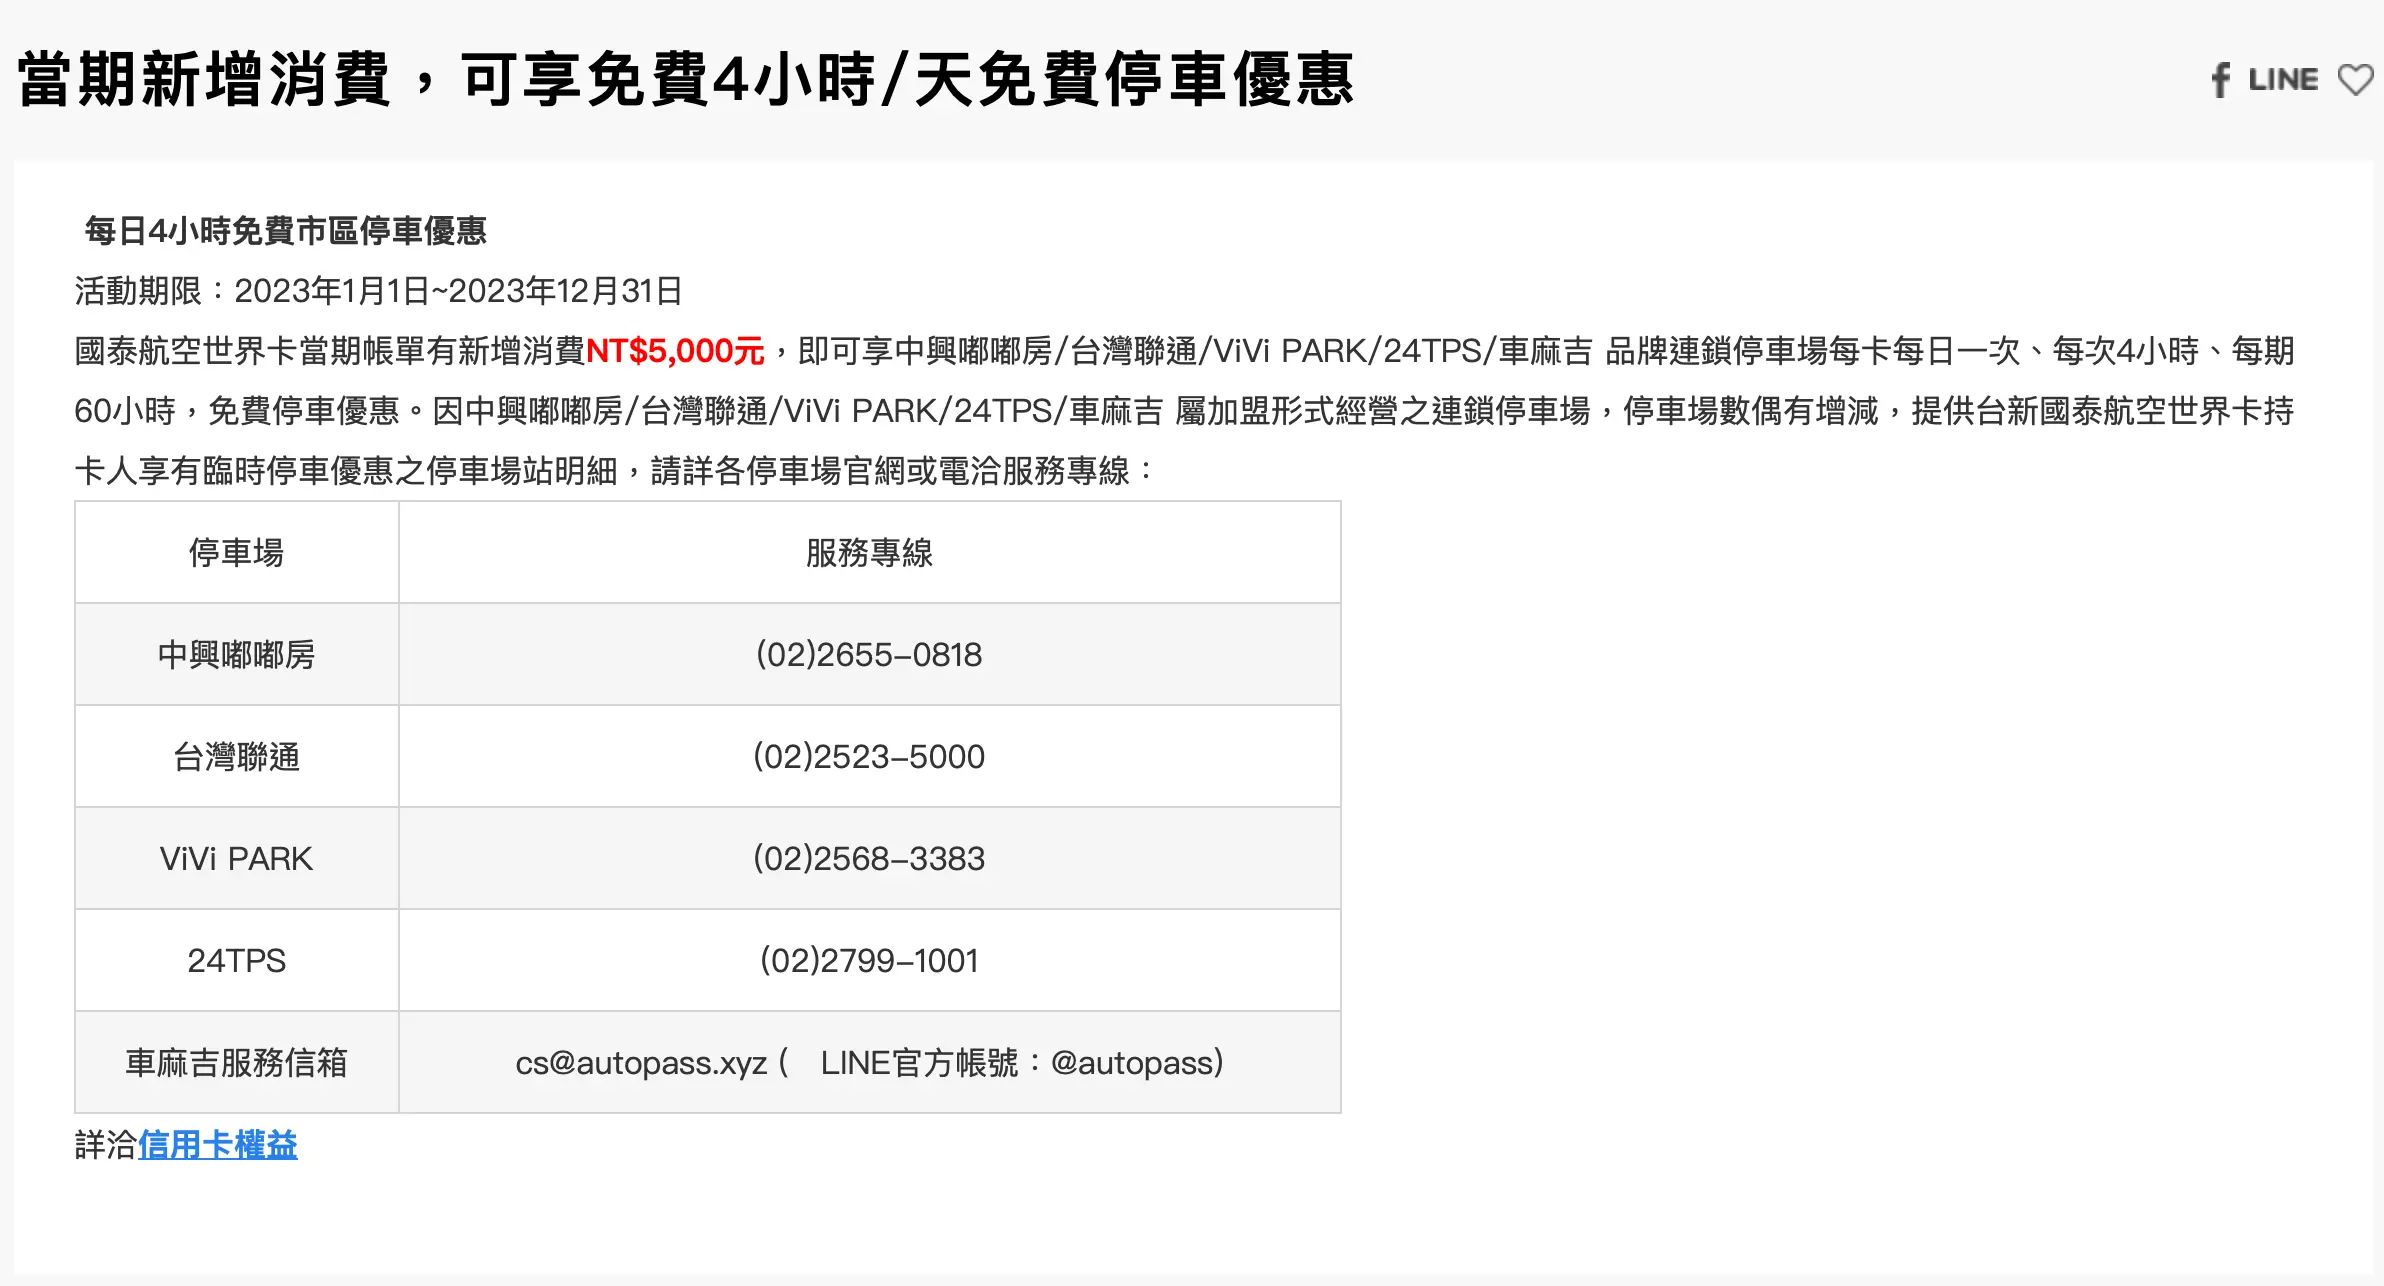 當期新增消費，可享免費4小時/天免費停車優惠
f LINE
每日4小時免費市區停車優惠
活動期限：2023年1月1日~2023年12月31日
國泰航空世界卡當期帳單有新增消費NT$5,000元，即可享中興嘟嘟房/台灣聯通/ViVi PARK/24TPS/車麻吉 品牌連鎖停車場每卡每日一次、每次4小時、每期
60小時，免費停車優惠。因中興嘟嘟房/台灣聯通/ViVi PARK/24TPS/車麻吉 屬加盟形式經營之連鎖停車場，停車場數偶有增減，提供台新國泰航空世界卡持
卡人享有臨時停車優惠之停車場站明細，請詳各停車場官網或電洽服務專線：
停車場 服務專線
中興嘟嘟房 (02)2655-0818
台灣聯通 (02)2523-5000
ViVi PARK (02)2568-3383
24TPS (02)2799-1001
車麻吉服務信箱 cs@autopass.xyz (　LINE官方帳號：@autopass)
詳洽信用卡權益